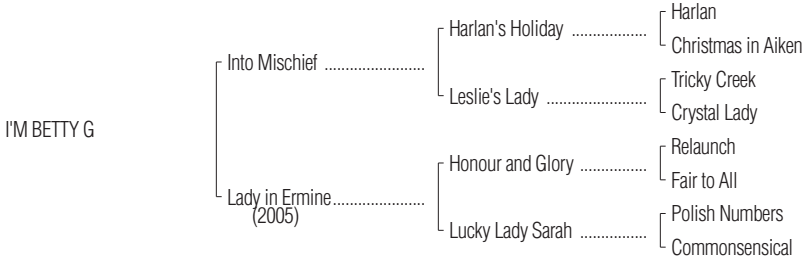 Harlan
Harlan's Holiday ..................
Christmas in Aiken
Into Mischief ........................
Tricky Creek
Leslie's Lady ........................
Crystal Lady
I'M BETTY G
Relaunch
Honour and Glory ................
Fair to All
Lady in Ermine......................
(2005)
Polish Numbers
Lucky Lady Sarah ................
Commonsensical